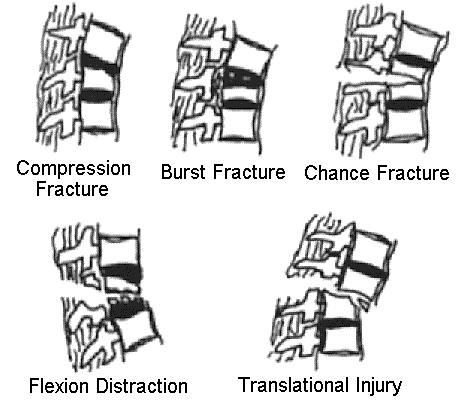 Compression
Fracture
Burst Fracture
Chance Fracture
Flexion Distraction
Translational Injury